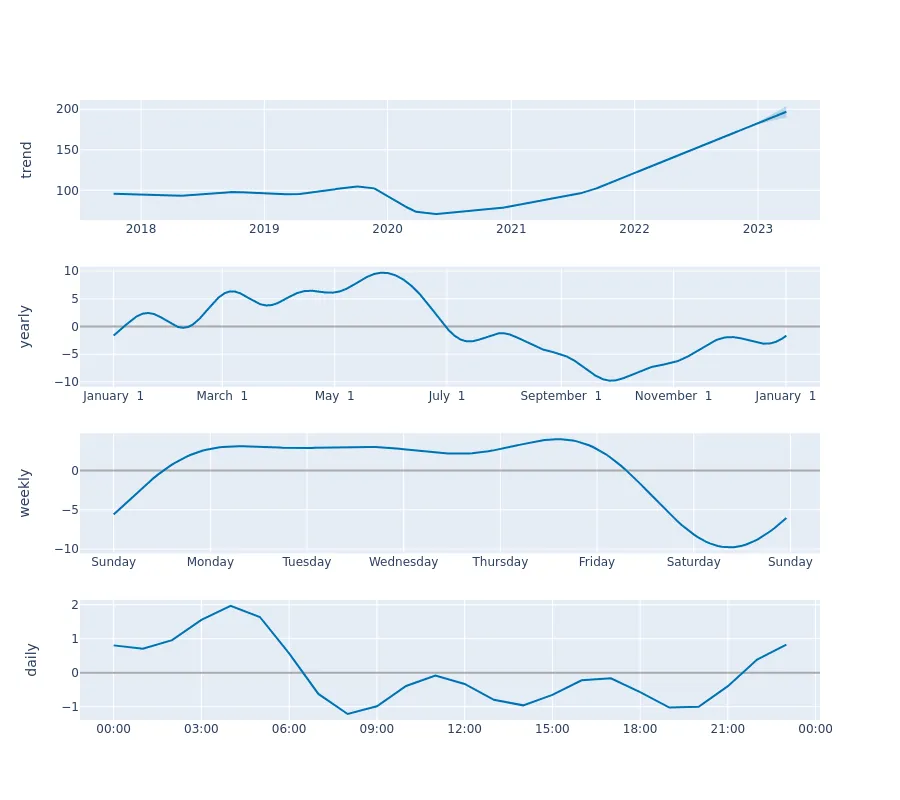 trend
200
150
100
2018 2019 2020 2021 2022 2023
yearly
10
5
0
−5
−10
January 1 March 1 May 1 July 1 September 1 November 1 January 1
weekly
0
−5
−10
Sunday Monday Tuesday Wednesday Thursday Friday Saturday Sunday
daily
2
1
0
−1
00:00 03:00 06:00 09:00 12:00 15:00 18:00 21:00 00:00